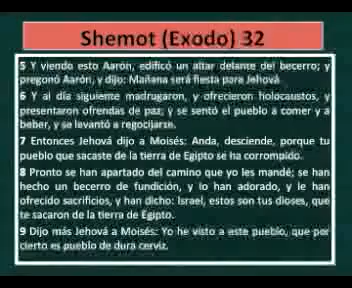 Shemot (Exodo) 32
5 Y viendo esto Aarón, edificó un altar delante del becerro; y
pregonó Aarón, y dijo: Mañana será fiesta para Jehová.
6 Y al día siguiente madrugaron, y ofrecieron holocaustos, y
presentaron ofrendas de paz; y se sentó el pueblo a comer y a
beber, y se levantó a regocijarse.
7 Entonces Jehová dijo a Moisés: Anda, desciende, porque tu
pueblo que sacaste de la tierra de Egipto se ha corrompido.
8 Pronto se han apartado del camino que yo les mandé; se han
hecho un becerro de fundición, y lo han adorado, y le han
ofrecido sacrificios, y han dicho: Israel, estos son tus dioses, que
te sacaron de la tierra de Egipto.
9 Dijo más Jehová a Moisés: Yo he visto a este pueblo, que por
cierto es pueblo de dura cerviz.